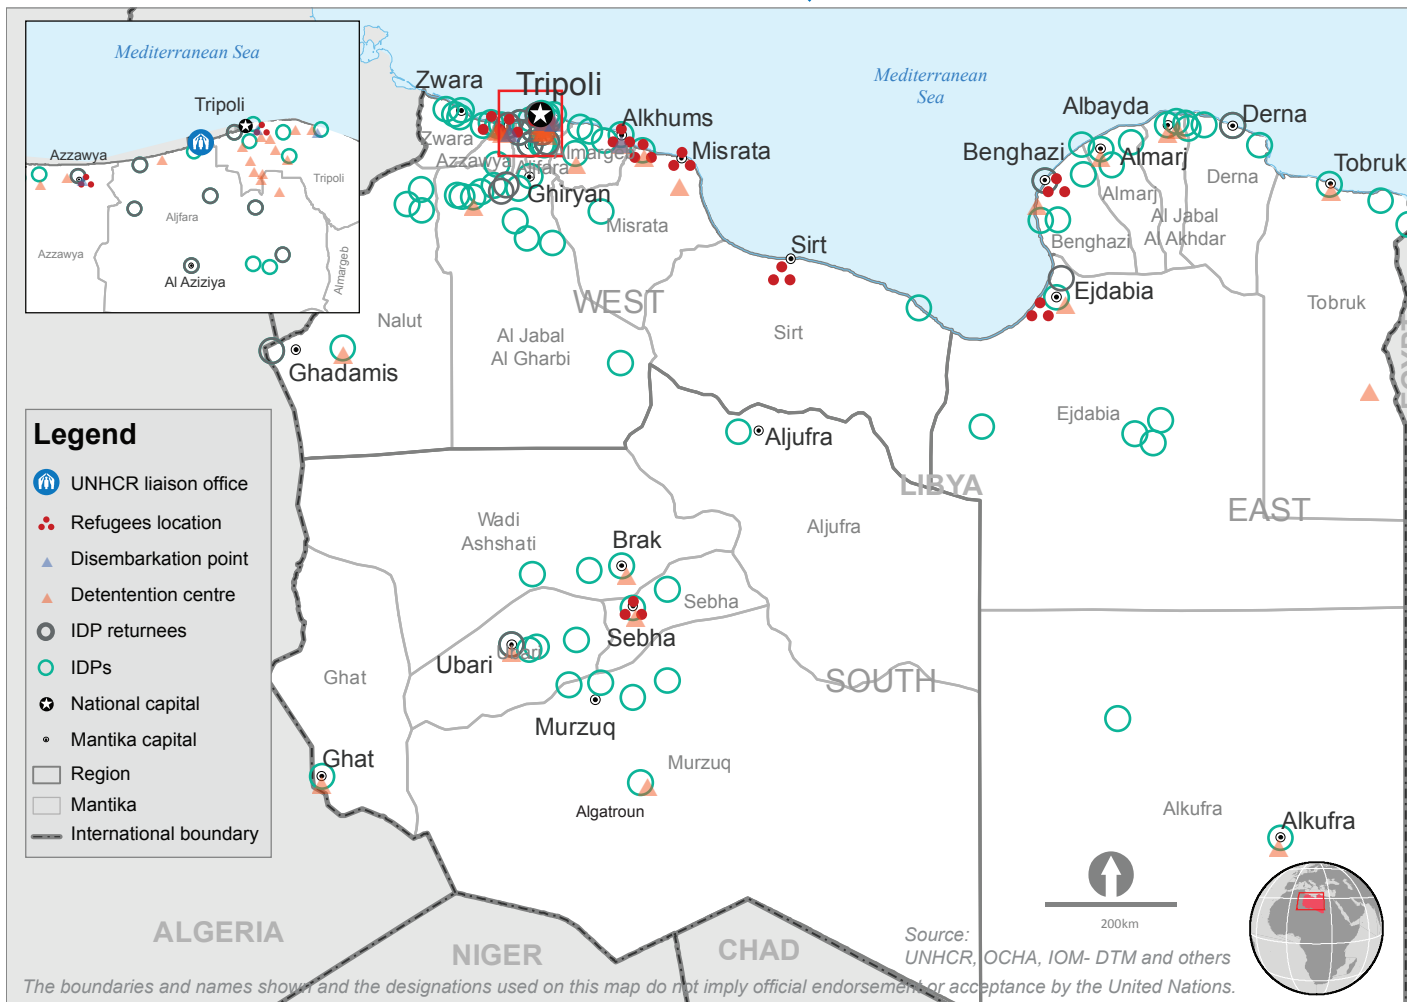 Mediterranean Sea
Tripoli
Azzawya
Tripoli
Aljfara
Azzawya
Almargeb
Al Aziziya
Mediterranean
Sea
Zwara
Tripoli
Alkhums
Misrata
Zwara
Azzawya
Almargeb
Aljfara
Ghiryan
Misrata
Albayda
Derna
Benghazi
Almarj
Tobruk
Almarj
Derna
Al Jabal
Al Akhdar
Benghazi
Sirt
Ejdabia
WEST
Nalut
Al Jabal
Al Gharbi
Sirt
Tobruk
EGYPT
Ghadamis
Ejdabia
Aljufra
LIBYA
EAST
Wadi
Ashshati
Aljufra
Brak
Sebha
Sebha
Ubari
Ubari
Ghat
SOUTH
Murzuq
Ghat
Murzuq
Algatroun
Alkufra
Alkufra
Legend
UNHCR liaison office
Refugees location
Disembarkation point
Detentention centre
IDP returnees
IDPs
National capital
Mantika capital
Region
Mantika
International boundary
ALGERIA
NIGER
CHAD
200km
Source:
UNHCR, OCHA, IOM- DTM and others
The boundaries and names shown and the designations used on this map do not imply official endorsement or acceptance by the United Nations.